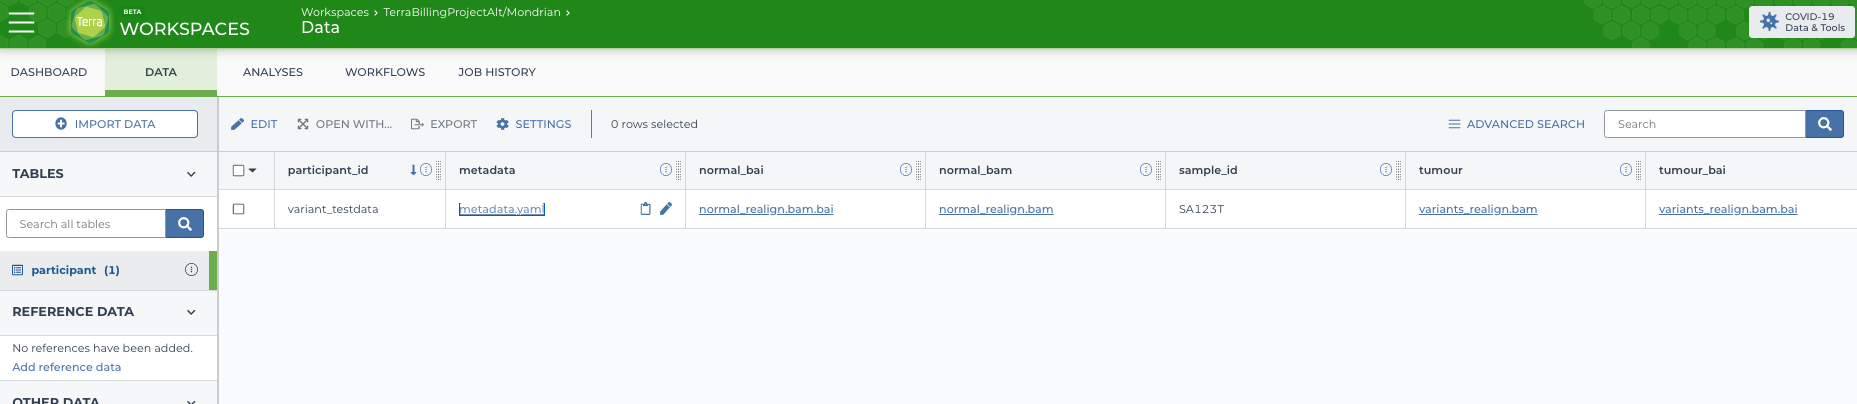 Terra
BETA
WORKSPACES
Workspaces › TerraBillingProjectAlt/Mondrian ›
Data
COVID-19
Data & Tools
DASHBOARD DATA ANALYSES WORKFLOWS JOB HISTORY
IMPORT DATA
EDIT OPEN WITH... EXPORT SETTINGS 0 rows selected ADVANCED SEARCH Search
TABLES
Search all tables
participant (1)
REFERENCE DATA
No references have been added.
Add reference data
OTHER DATA
participant_id metadata normal_bai normal_bam sample_id tumour tumour_bai
variant_testdata metadata.yaml normal_realign.bam.bai normal_realign.bam SA123T variants_realign.bam variants_realign.bam.bai